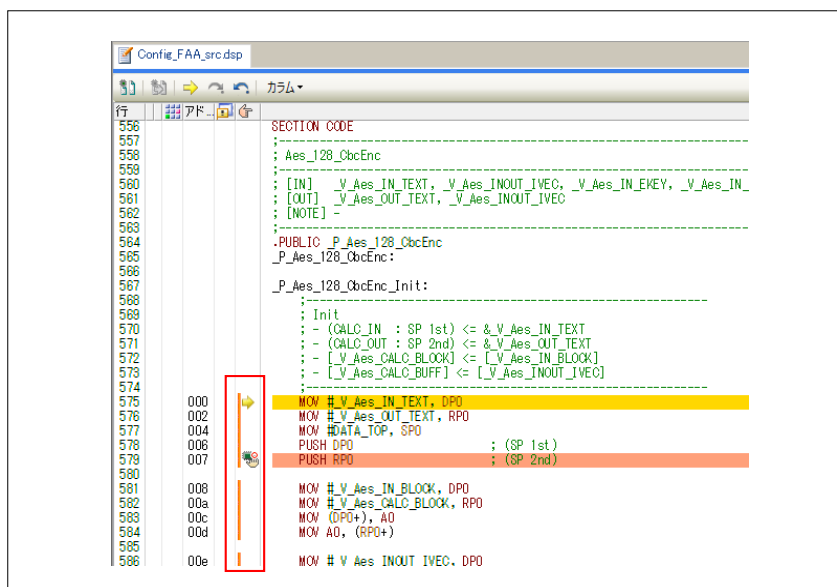 Config_FAA_src.dsp
カラム
行 アド...
556 SECTION CODE
557 ;----------------------------------------------------------------------
558 ; Aes_128_CbcEnc
559 ;----------------------------------------------------------------------
560 ; [IN] _V_Aes_IN_TEXT, _V_Aes_INOUT_IVEC, _V_Aes_IN_EKEY, _V_Aes_IN_
561 ; [OUT] _V_Aes_OUT_TEXT, _V_Aes_INOUT_IVEC
562 ; [NOTE] -
563 ;----------------------------------------------------------------------
564 .PUBLIC _P_Aes_128_CbcEnc
565 _P_Aes_128_CbcEnc:
566
567 _P_Aes_128_CbcEnc_Init:
568 ;------------------------------------------------------------
569 ; Init
570 ; - (CALC_IN : SP 1st) <= &_V_Aes_IN_TEXT
571 ; - (CALC_OUT : SP 2nd) <= &_V_Aes_OUT_TEXT
572 ; - [_V_Aes_CALC_BLOCK] <= [_V_Aes_IN_BLOCK]
573 ; - [_V_Aes_CALC_BUFF] <= [_V_Aes_INOUT_IVEC]
574 ;------------------------------------------------------------
575 000 MOV #_V_Aes_IN_TEXT, DP0
576 002 MOV #_V_Aes_OUT_TEXT, RP0
577 004 MOV #DATA_TOP, SP0
578 006 PUSH DP0 ; (SP 1st)
579 007 PUSH RP0 ; (SP 2nd)
580
581 008 MOV #_V_Aes_IN_BLOCK, DP0
582 00a MOV #_V_Aes_CALC_BLOCK, RP0
583 00c MOV (DP0+), A0
584 00d MOV A0, (RP0+)
585
586 00e MOV #_V_Aes_INOUT_IVEC, DP0